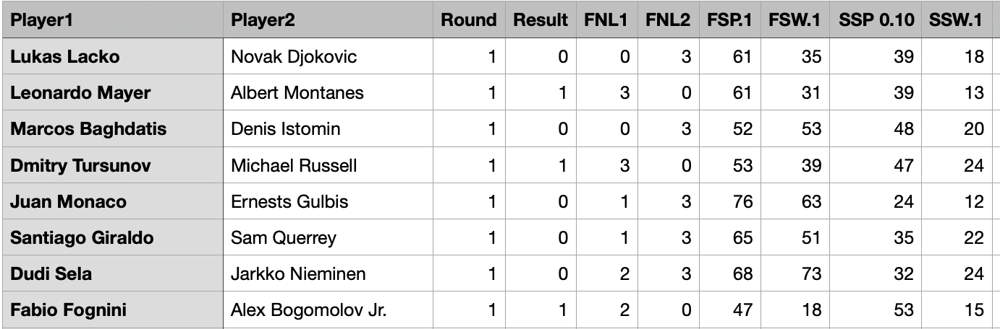 Player1 Player2 Round Result FNL1 FNL2 FSP.1 FSW.1 SSP 0.10 SSW.1
Lukas Lacko Novak Djokovic 1 0 0 3 61 35 39 18
Leonardo Mayer Albert Montanes 1 1 3 0 61 31 39 13
Marcos Baghdatis Denis Istomin 1 0 0 3 52 53 48 20
Dmitry Tursunov Michael Russell 1 1 3 0 53 39 47 24
Juan Monaco Ernests Gulbis 1 0 1 3 76 63 24 12
Santiago Giraldo Sam Querrey 1 0 1 3 65 51 35 22
Dudi Sela Jarkko Nieminen 1 0 2 3 68 73 32 24
Fabio Fognini Alex Bogomolov Jr. 1 1 2 0 47 18 53 15